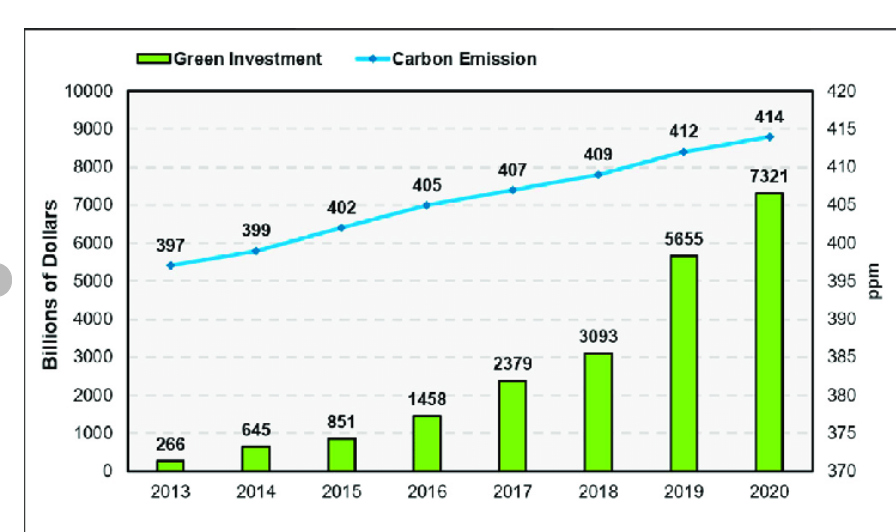 Green Investment Carbon Emission
10000 420
9000 415
8000 410
7000 405
6000 400
5000 395
4000 390
3000 385
2000 380
1000 375
0 370
Billions of Dollars
ppm
397 399 402 405 407 409 412 414
266 645 851 1458 2379 3093 5655 7321
2013 2014 2015 2016 2017 2018 2019 2020